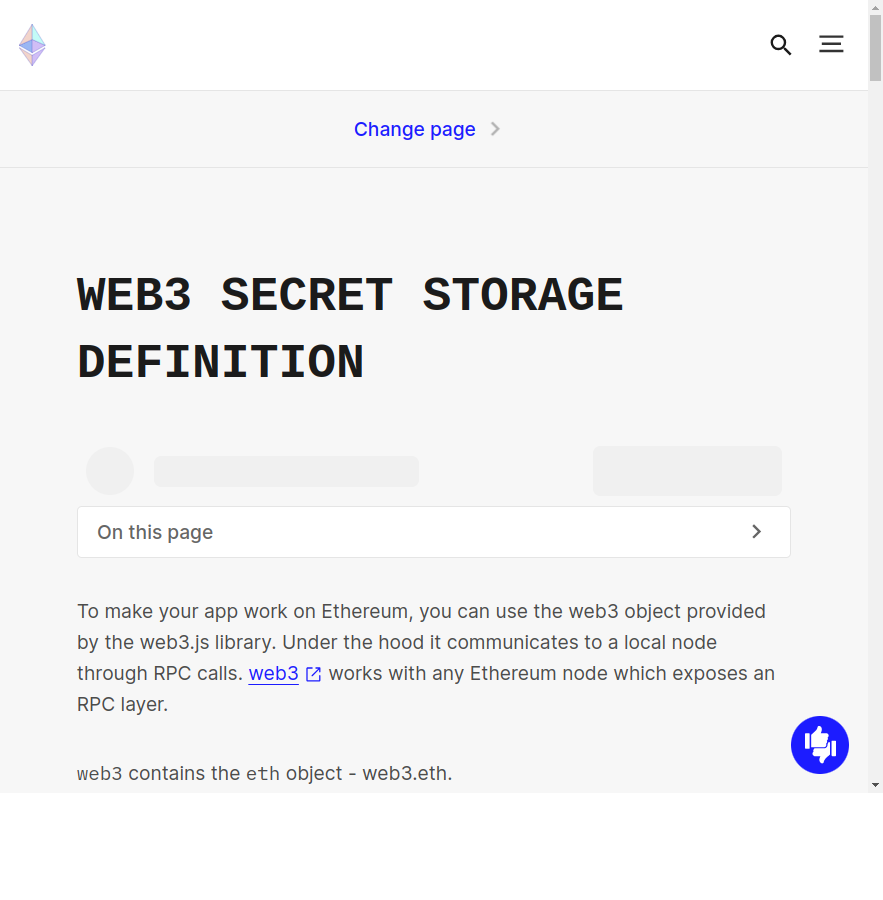 Change page
WEB3 SECRET STORAGE
DEFINITION
On this page
To make your app work on Ethereum, you can use the web3 object provided
by the web3.js library. Under the hood it communicates to a local node
through RPC calls. web3 works with any Ethereum node which exposes an
RPC layer.
web3 contains the eth object - web3.eth.